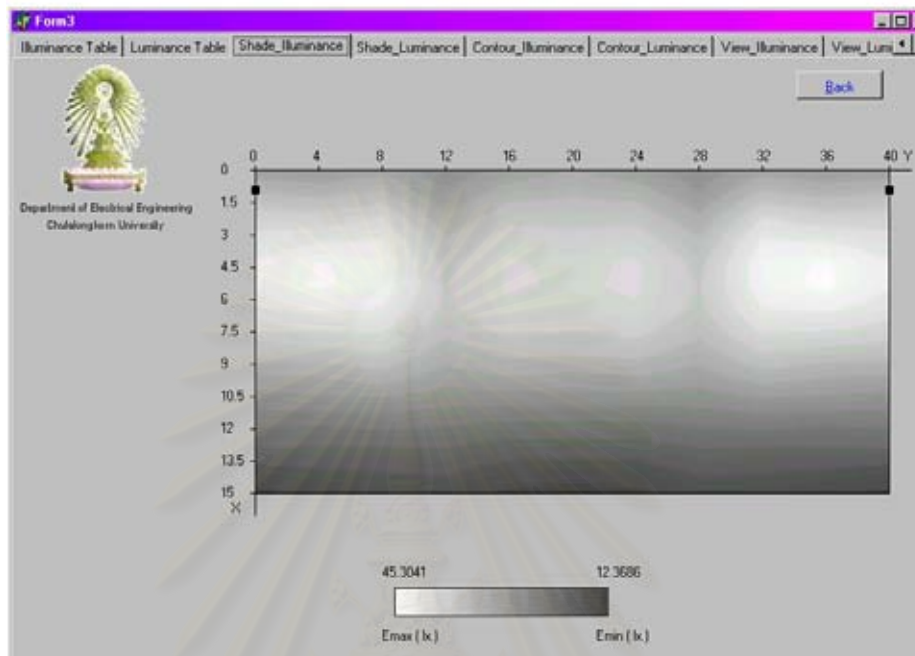 Form3
Illuminance Table Luminance Table Shade_Illuminance Shade_Luminance Contour_Illuminance Contour_Luminance View_Illuminance View_Lumi
Back
Department of Electrical Engineering
Chulalongkorn University
0 4 8 12 16 20 24 28 32 36 40 Y
0
1.5
3
4.5
6
7.5
9
10.5
12
13.5
15
X
45.3041 12.3686
Emax ( lx.) Emin ( lx.)